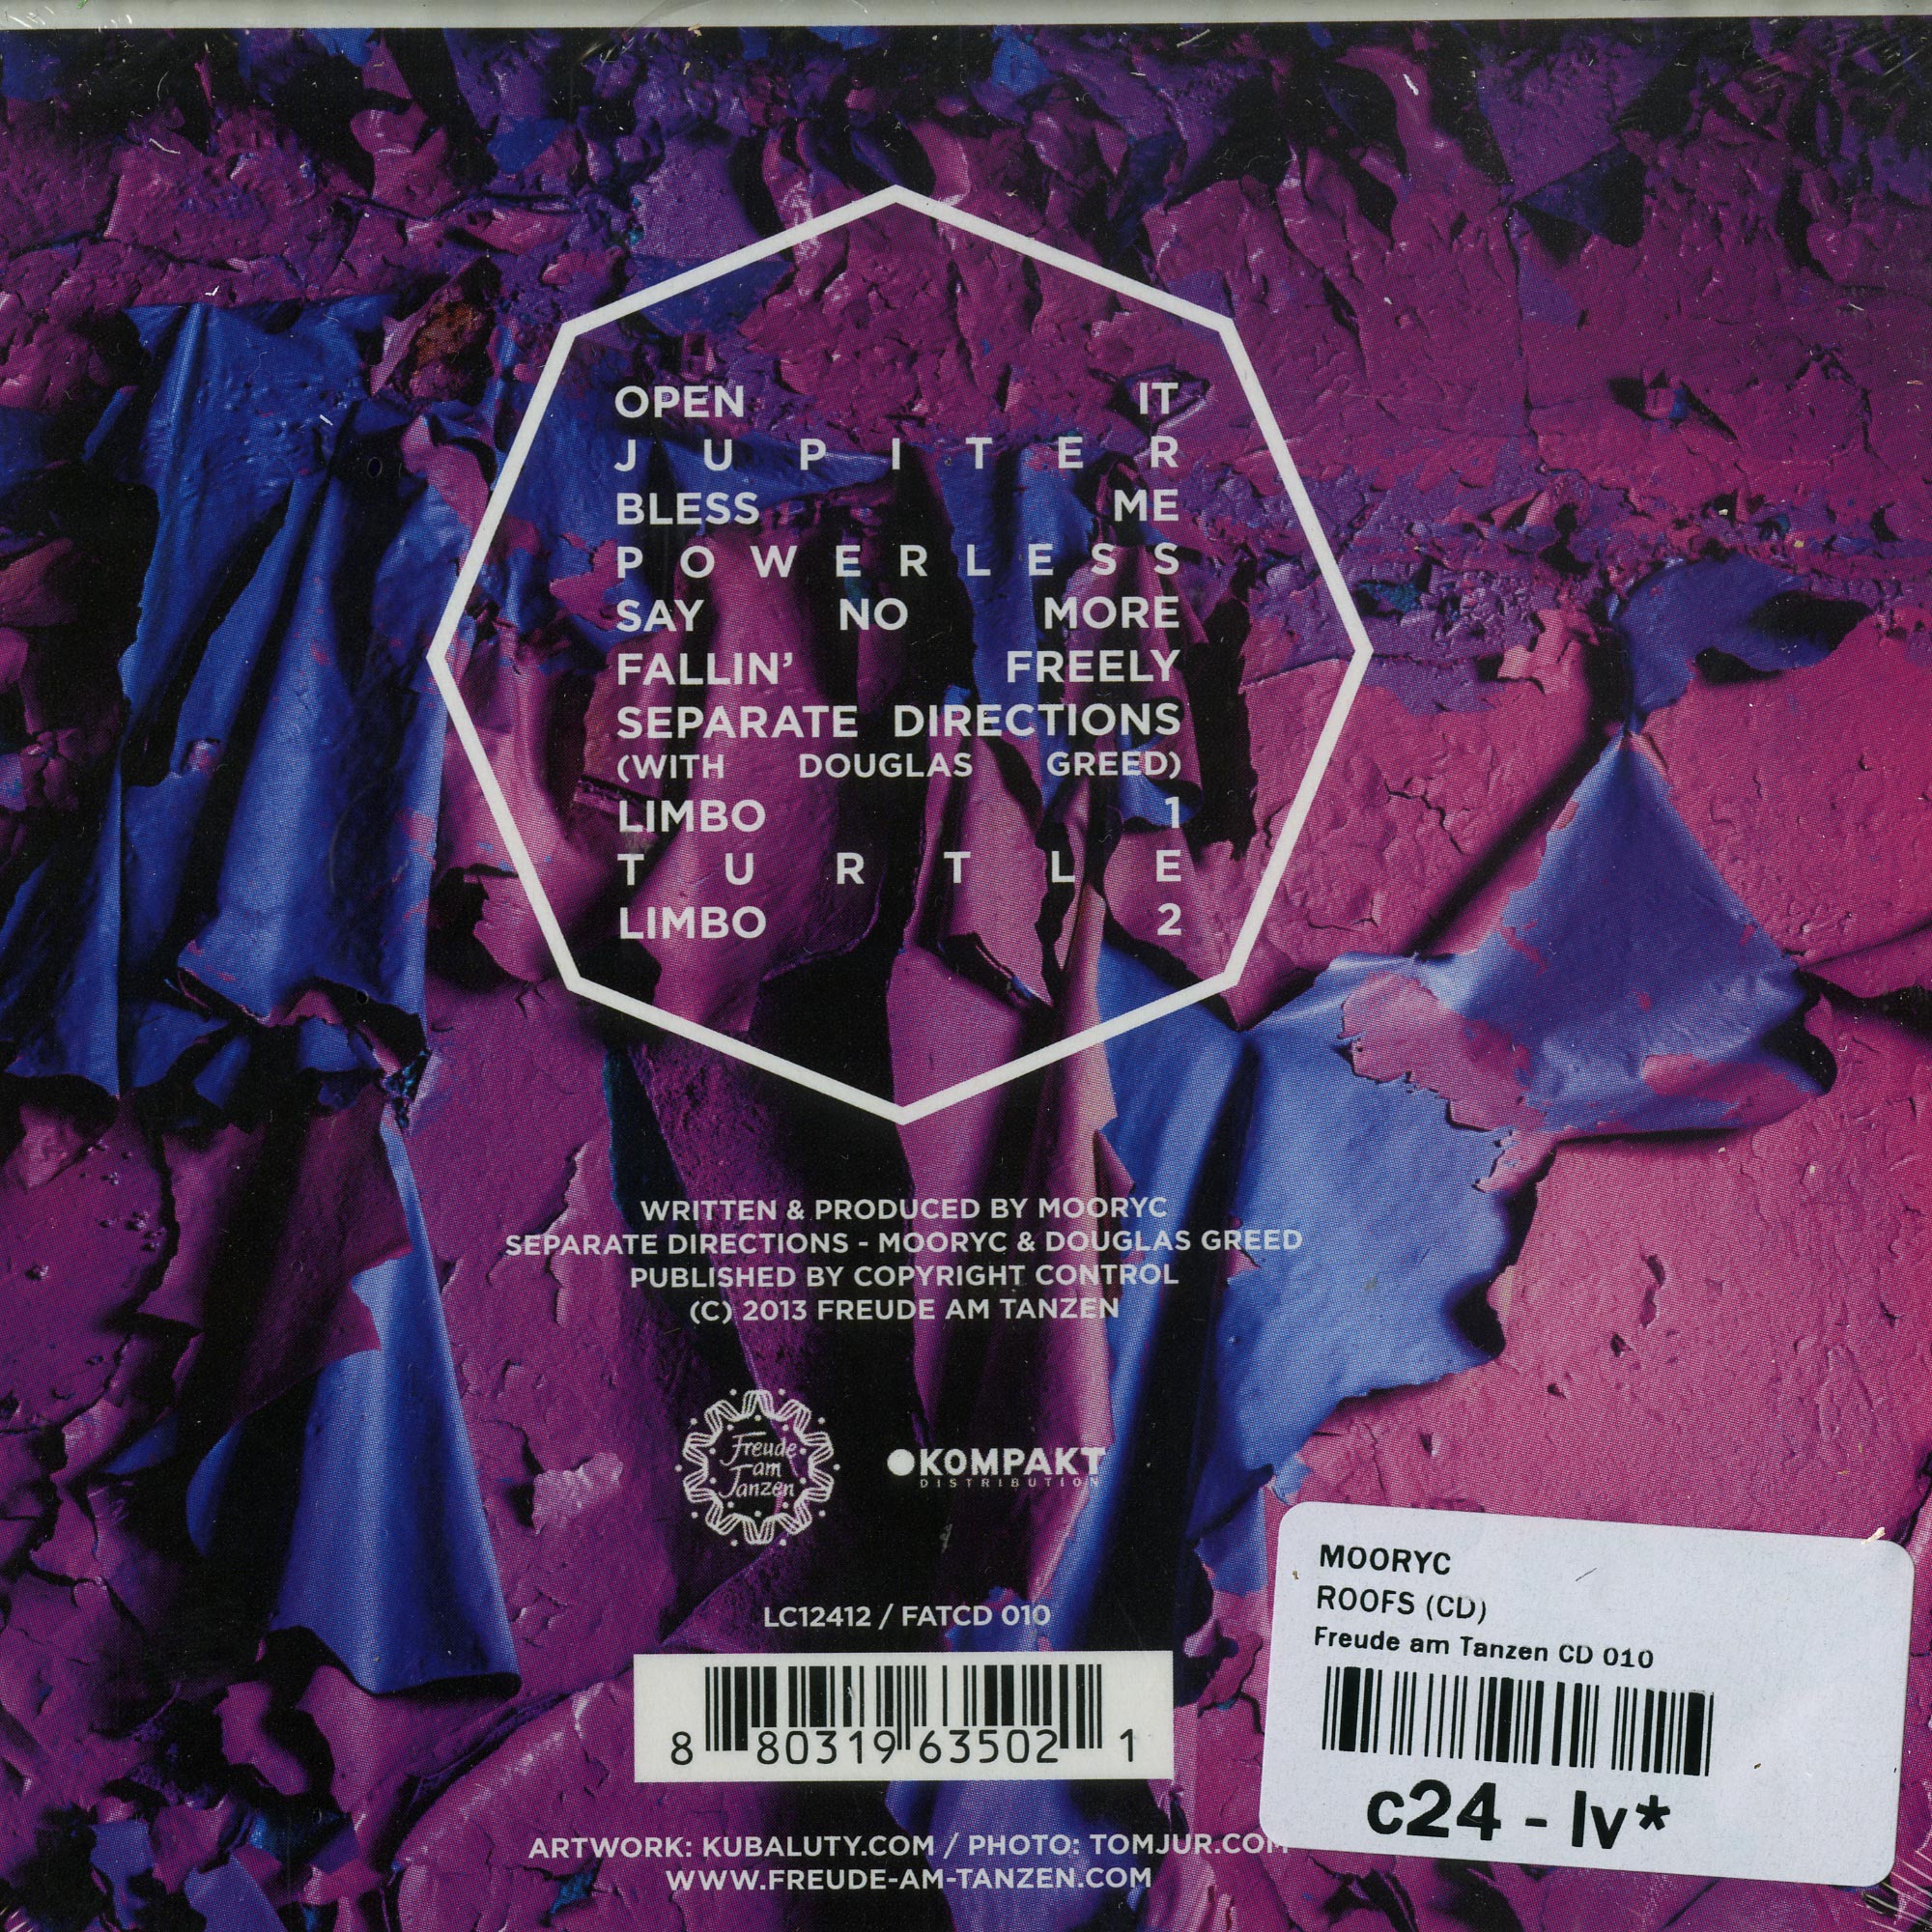 OPEN IT
JUPITER
BLESS ME
POWERLESS
SAY NO MORE
FALLIN’ FREELY
SEPARATE DIRECTIONS
(WITH DOUGLAS GREED)
LIMBO 1
TURTLE
LIMBO 2
WRITTEN & PRODUCED BY MOORYC
SEPARATE DIRECTIONS - MOORYC & DOUGLAS GREED
PUBLISHED BY COPYRIGHT CONTROL
(C) 2013 FREUDE AM TANZEN
Freude
am
Tanzen
KOMPAKT
DISTRIBUTION
LC12412 / FATCD 010
8 80319 63502 1
ARTWORK: KUBALUTY.COM / PHOTO: TOMJUR.COM
WWW.FREUDE-AM-TANZEN.COM
MOORYC
ROOFS (CD)
Freude am Tanzen CD 010
c24 - lv*